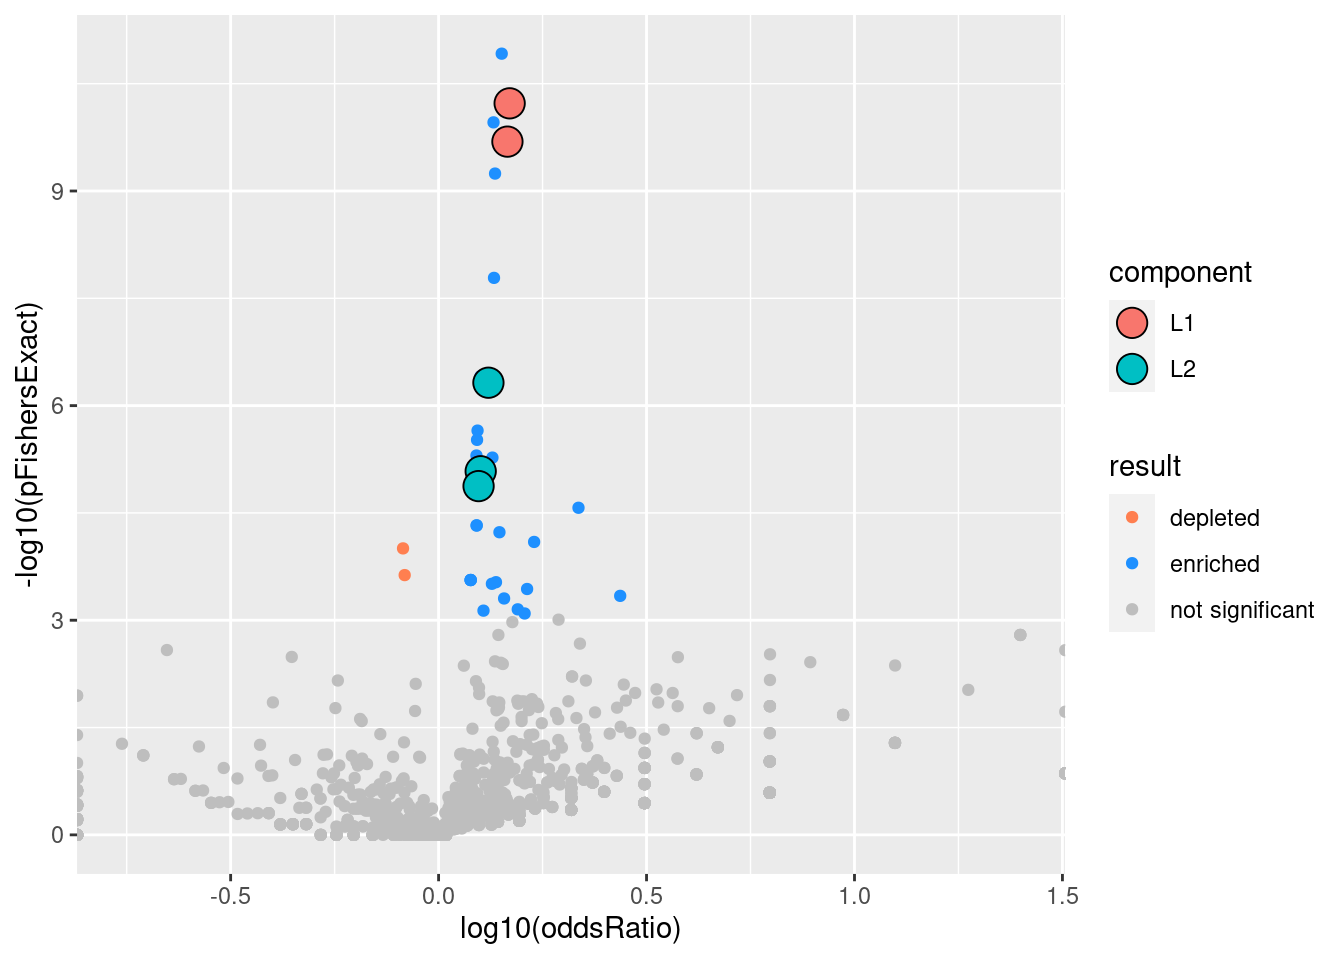 9
6
3
0
-log10(pFishersExact)
-0.5
0.0
0.5
1.0
1.5
log10(oddsRatio)
component
L1
L2
result
depleted
enriched
not significant